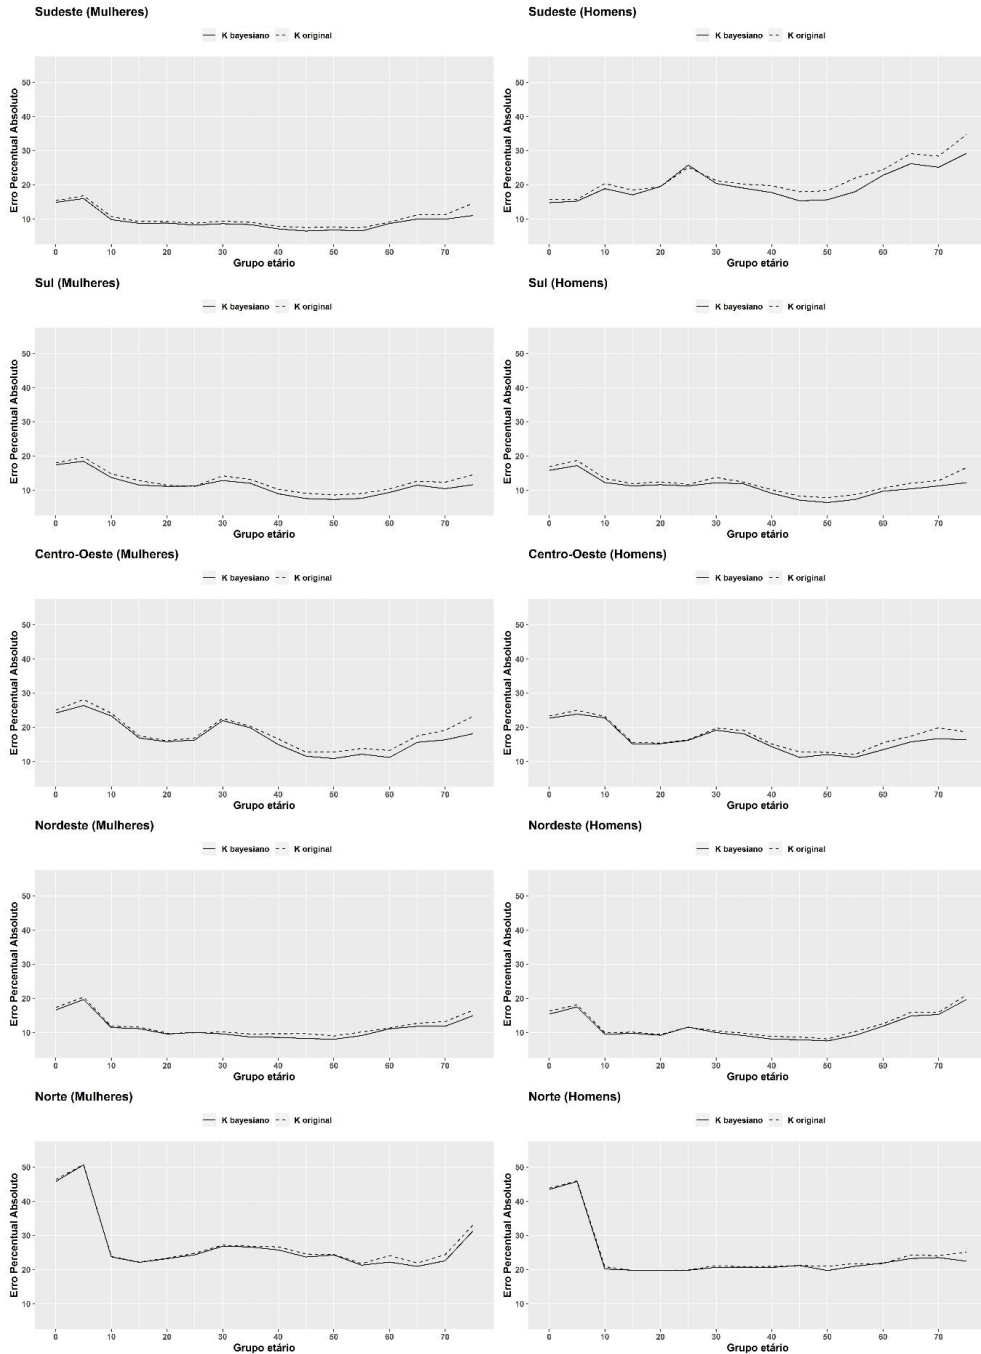 Sudeste (Mulheres)
K bayesiano K original
Erro Percentual Absoluto
50
40
30
20
10
0 10 20 30 40 50 60 70
Grupo etário
Sudeste (Homens)
K bayesiano K original
Erro Percentual Absoluto
50
40
30
20
10
0 10 20 30 40 50 60 70
Grupo etário
Sul (Mulheres)
K bayesiano K original
Erro Percentual Absoluto
50
40
30
20
10
0 10 20 30 40 50 60 70
Grupo etário
Sul (Homens)
K bayesiano K original
Erro Percentual Absoluto
50
40
30
20
10
0 10 20 30 40 50 60 70
Grupo etário
Centro-Oeste (Mulheres)
K bayesiano K original
Erro Percentual Absoluto
50
40
30
20
10
0 10 20 30 40 50 60 70
Grupo etário
Centro-Oeste (Homens)
K bayesiano K original
Erro Percentual Absoluto
50
40
30
20
10
0 10 20 30 40 50 60 70
Grupo etário
Nordeste (Mulheres)
K bayesiano K original
Erro Percentual Absoluto
50
40
30
20
10
0 10 20 30 40 50 60 70
Grupo etário
Nordeste (Homens)
K bayesiano K original
Erro Percentual Absoluto
50
40
30
20
10
0 10 20 30 40 50 60 70
Grupo etário
Norte (Mulheres)
K bayesiano K original
Erro Percentual Absoluto
50
40
30
20
10
0 10 20 30 40 50 60 70
Grupo etário
Norte (Homens)
K bayesiano K original
Erro Percentual Absoluto
50
40
30
20
10
0 10 20 30 40 50 60 70
Grupo etário